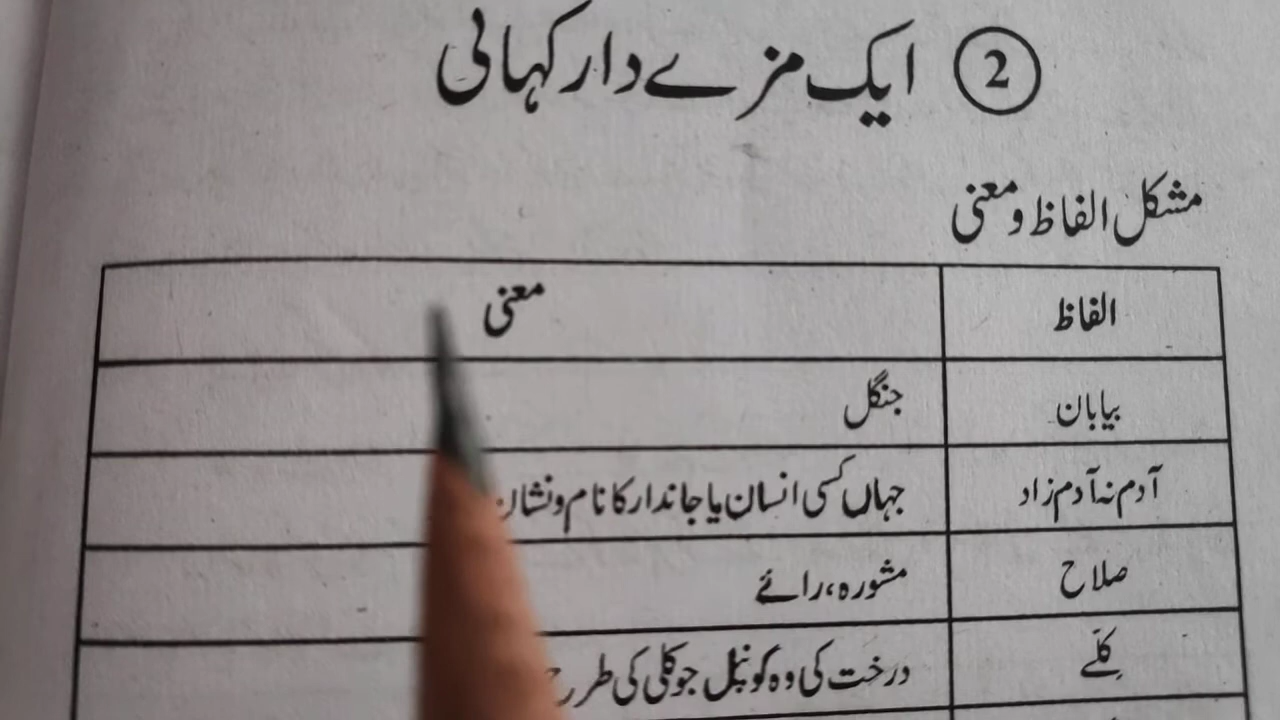 2 ایک مزے دار کہانی
مشکل الفاظ و معنی
الفاظ معنی
بیابان جنگل
آدم نہ آدم زاد جہاں کسی انسان یا جاندار کا نام و نشان
صلاح مشورہ، رائے
کلّے درخت کی وہ کونپل جو کلی کی طرح